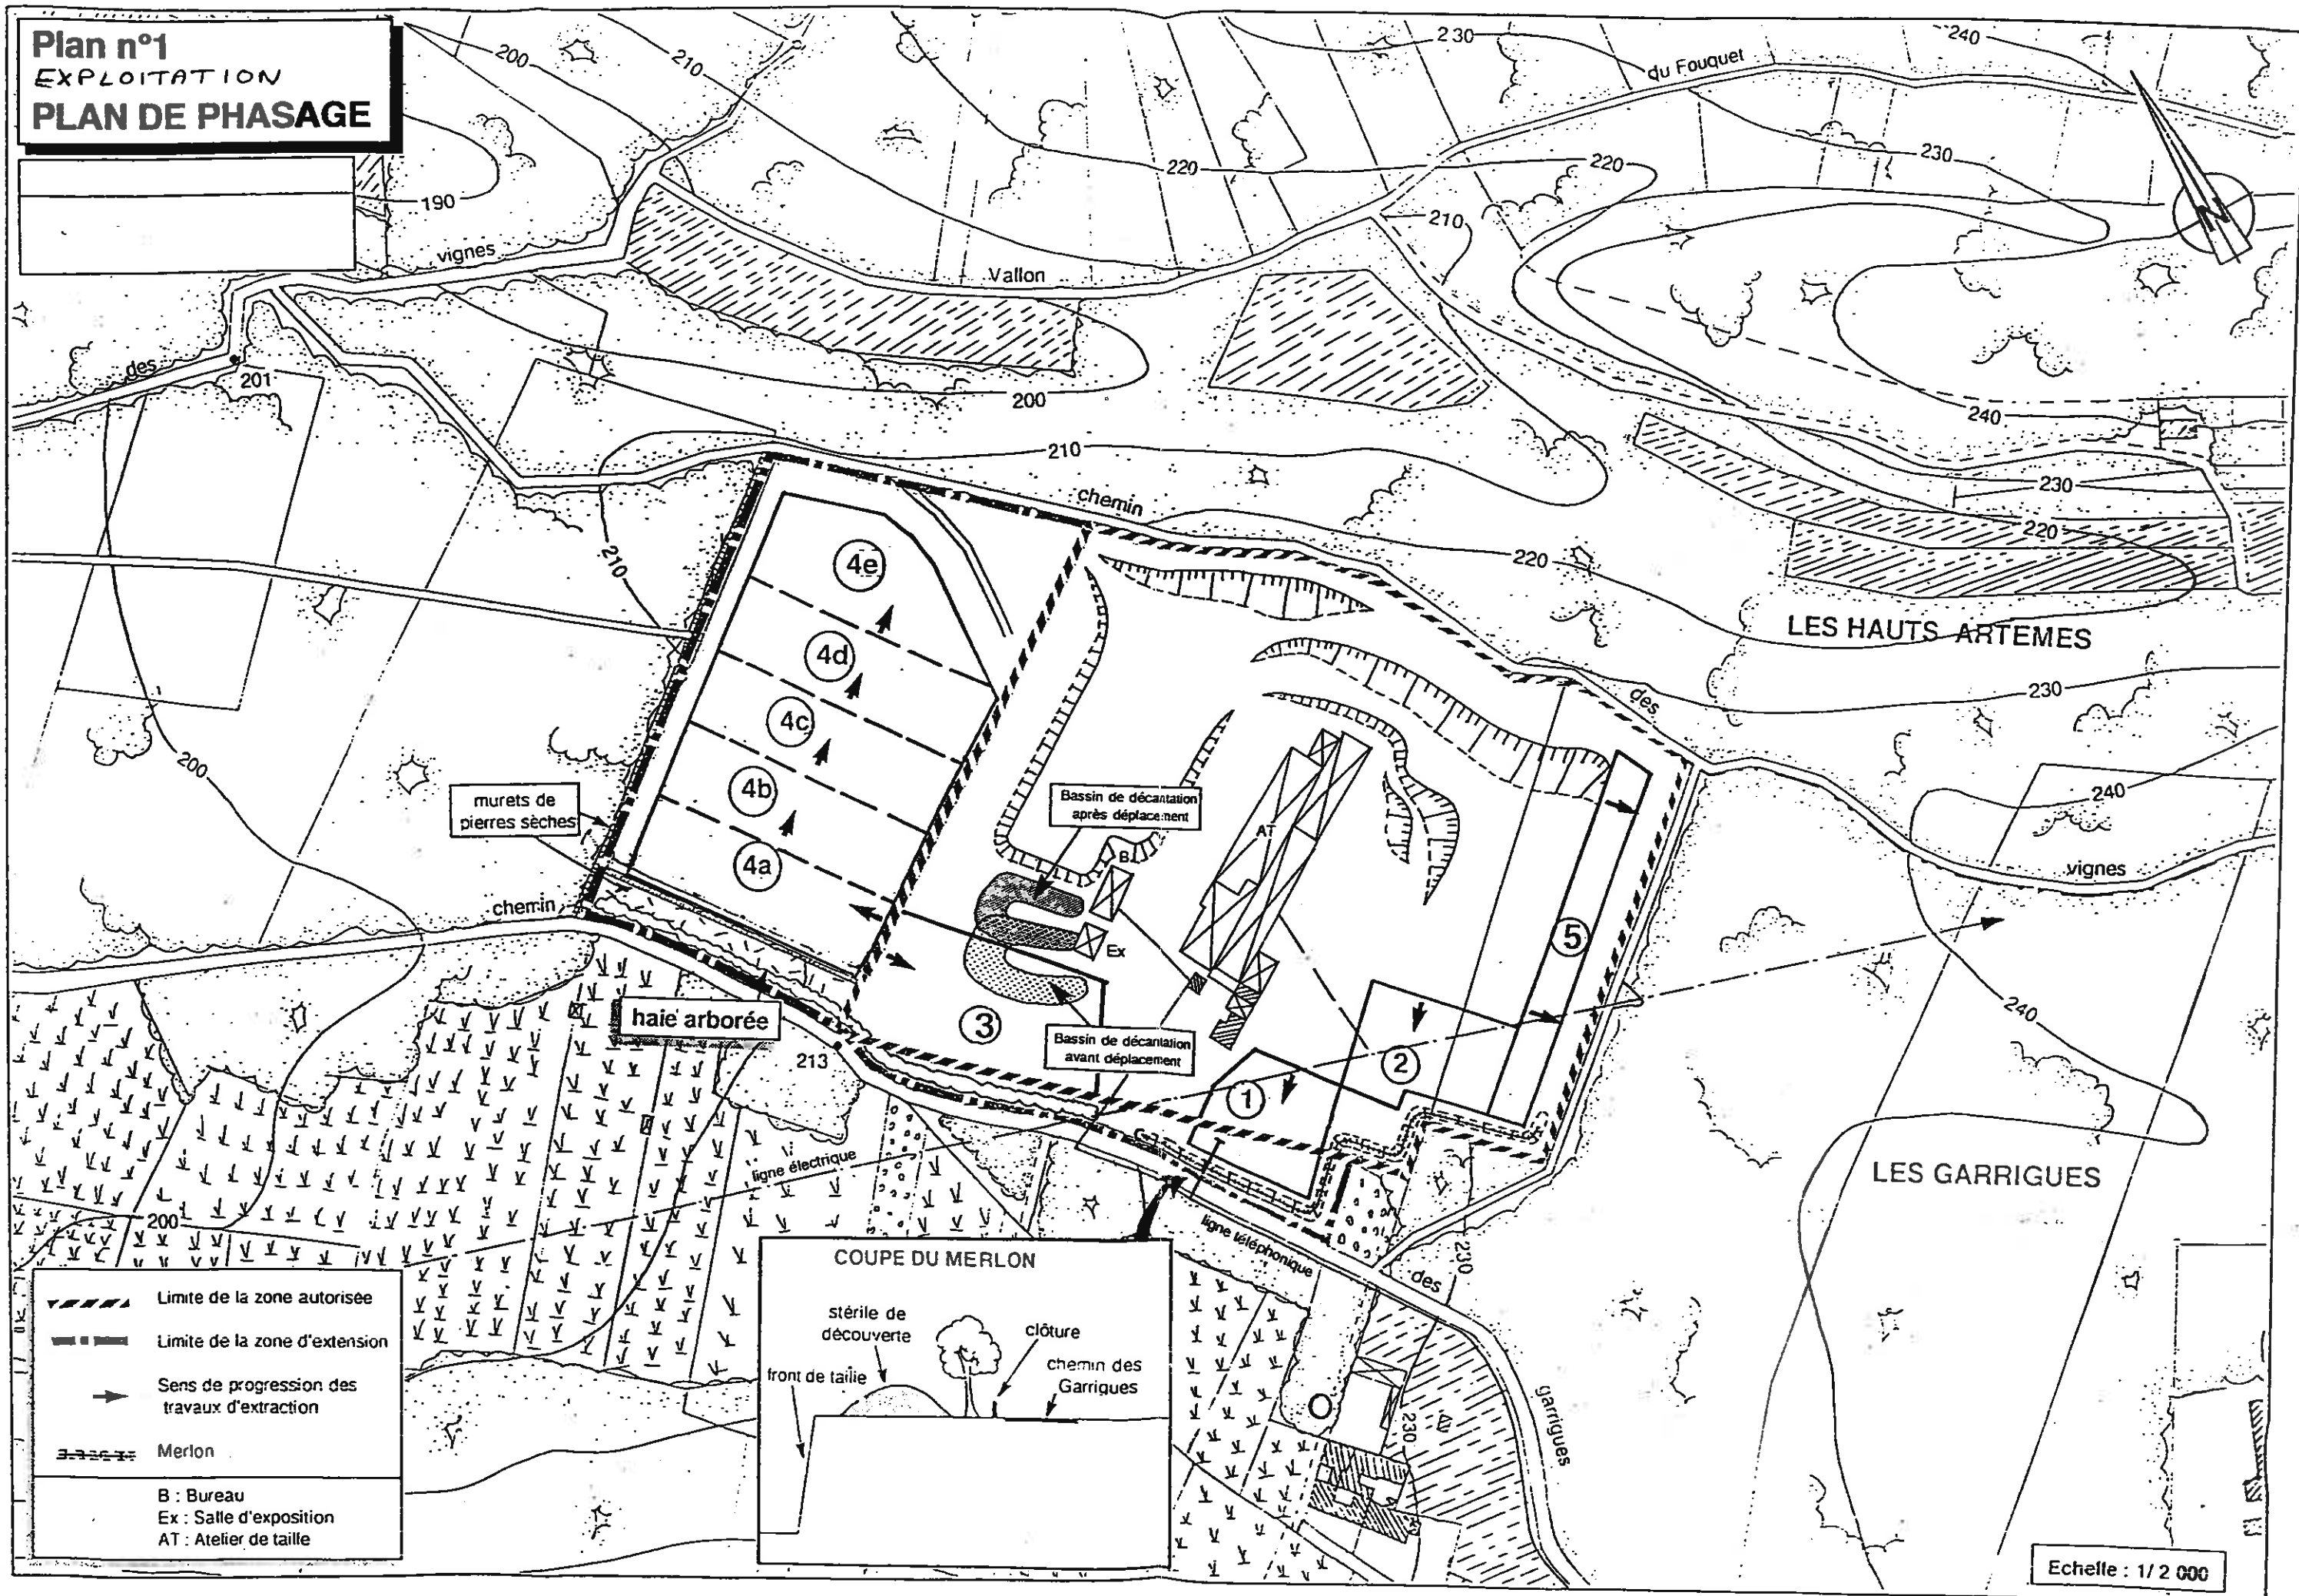 Plan n°1
EXPLOITATION
PLAN DE PHASAGE
200
210
230
240
du Fouquet
190
220
220
230
210
vignes
Vallon
des
201
200
210
240
chemin
230
220
220
210
4e
LES HAUTS ARTEMES
4d
des
230
4c
200
murets de
pierres sèches
4b
Bassin de décantation
après déplacement
240
AT
B
4a
vignes
chemin
Ex
5
haie arborée
3
240
213
Bassin de décantation
avant déplacement
2
1
ligne électrique
LES GARRIGUES
200
ligne téléphonique
230
des
garrigues
230
COUPE DU MERLON
stérile de
découverte
clôture
front de taille
chemin des
Garrigues
Limite de la zone autorisée
Limite de la zone d'extension
Sens de progression des
travaux d'extraction
Merlon
B : Bureau
Ex : Salle d'exposition
AT : Atelier de taille
Echelle : 1/ 2 000
N